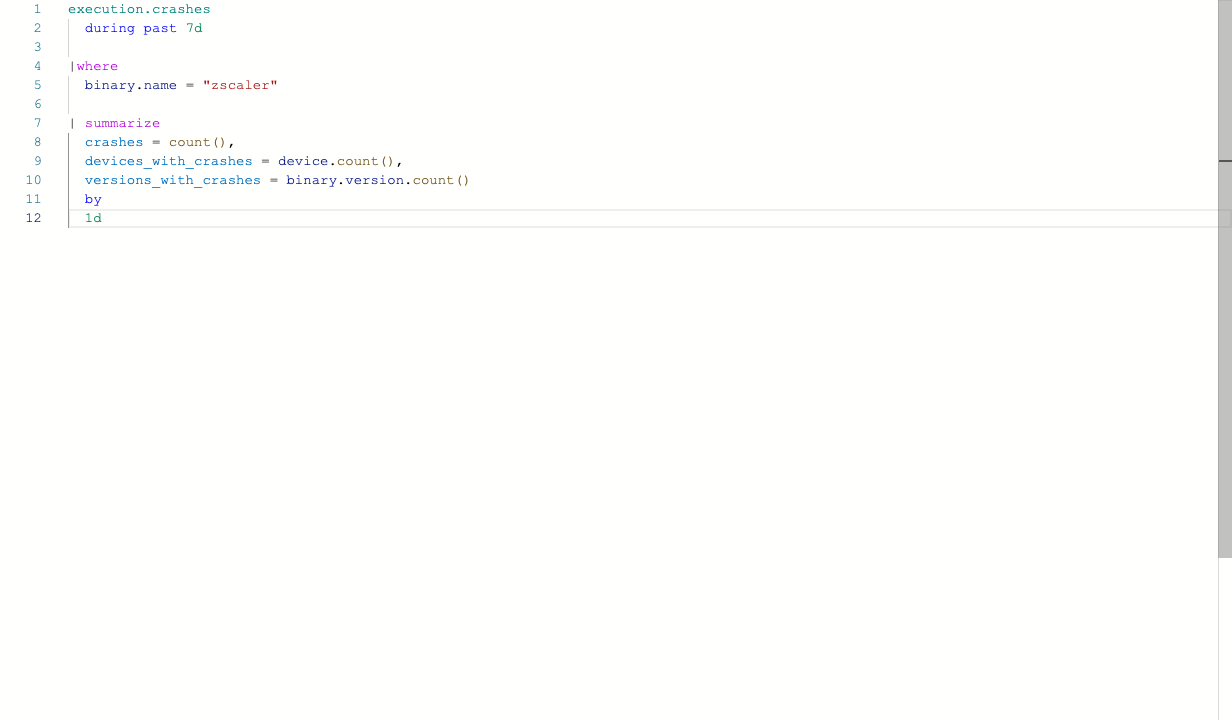 1 execution.crashes
2 during past 7d
3
4 |where
5 binary.name = "zscaler"
6
7 | summarize
8 crashes = count(),
9 devices_with_crashes = device.count(),
10 versions_with_crashes = binary.version.count()
11 by
12 1d